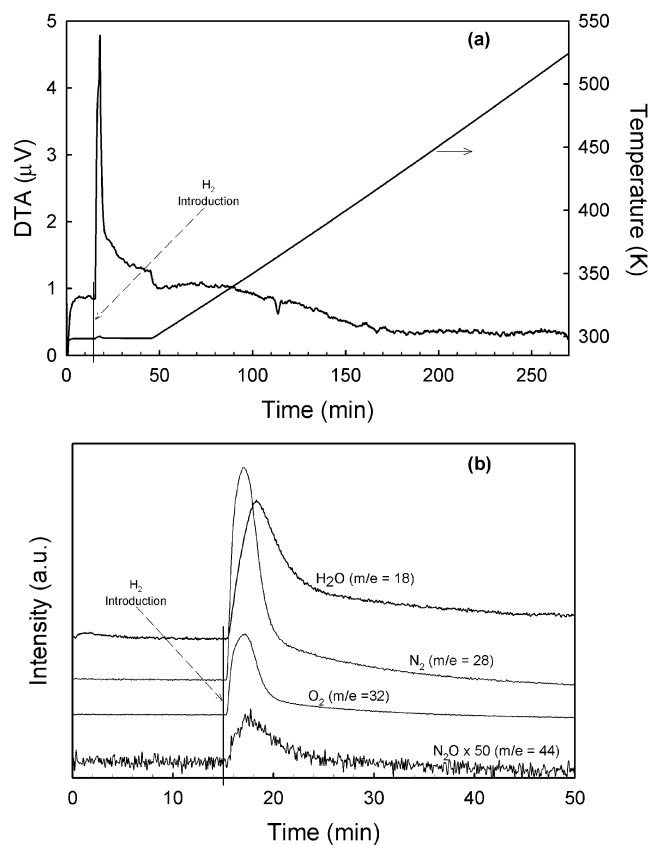 (a)
5
4
3
2
1
0
DTA (μV)
550
500
450
400
350
300
Temperature (K)
H2
Introduction
0 50 100 150 200 250
Time (min)
(b)
Intensity (a.u.)
H2
Introduction
H2O (m/e = 18)
N2 (m/e = 28)
O2 (m/e =32)
N2O x 50 (m/e = 44)
0 10 20 30 40 50
Time (min)